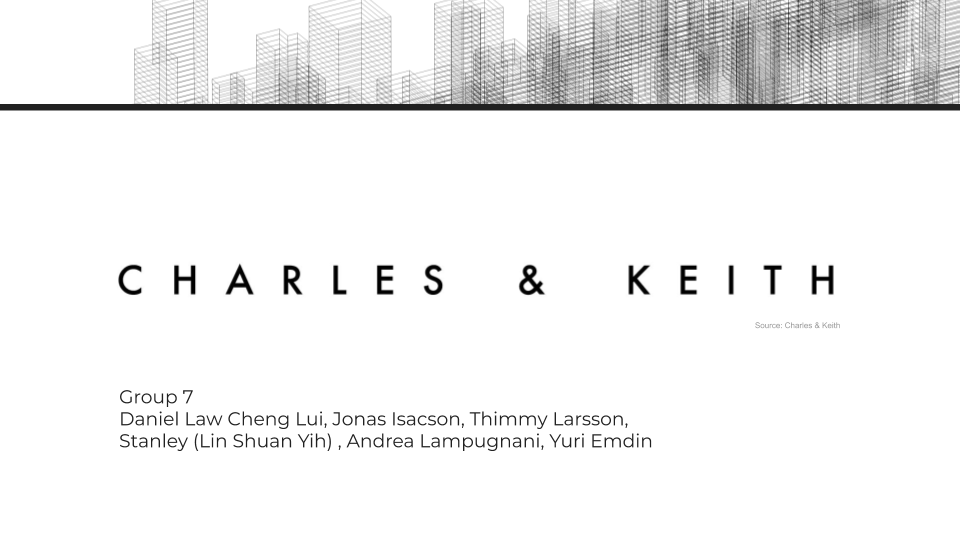 CHARLES & KEITH
Source: Charles & Keith
Group 7
Daniel Law Cheng Lui, Jonas Isacson, Thimmy Larsson,
Stanley (Lin Shuan Yih) , Andrea Lampugnani, Yuri Emdin